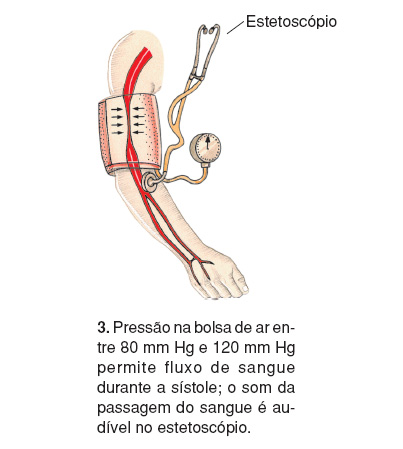 Estetoscópio
3. Pressão na bolsa de ar en-
tre 80 mm Hg e 120 mm Hg
permite fluxo de sangue
durante a sístole; o som da
passagem do sangue é au-
dível no estetoscópio.